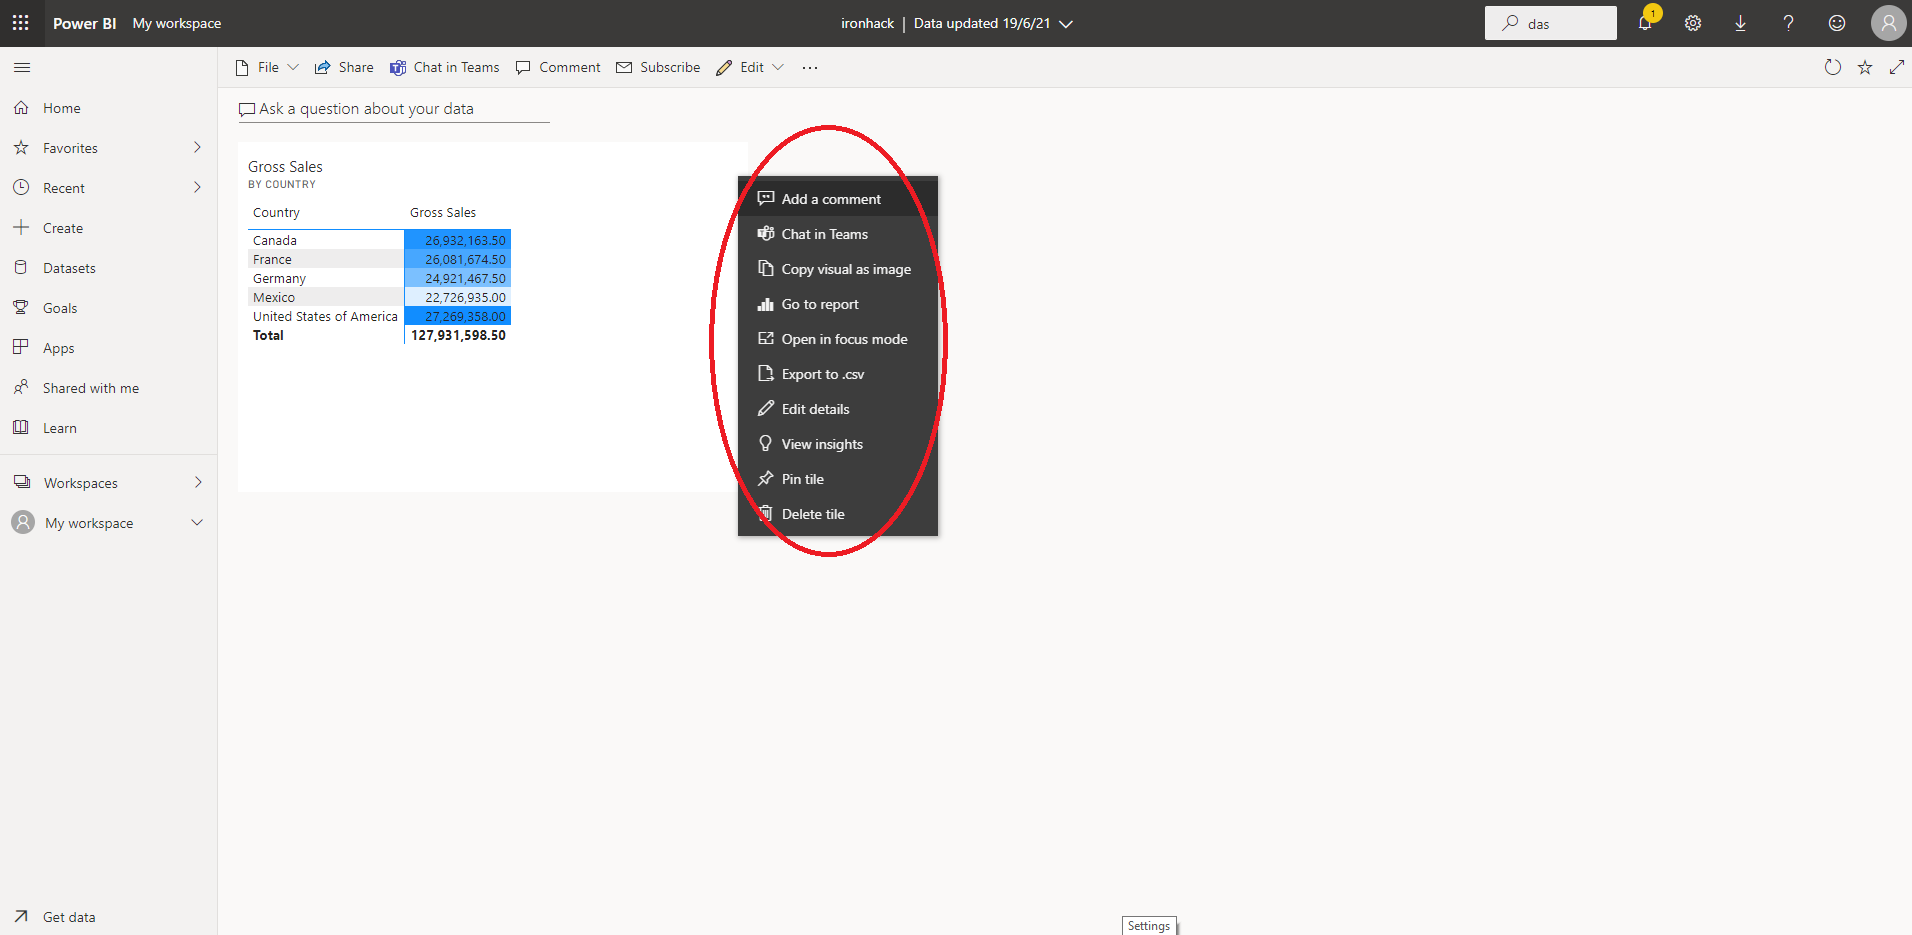 Power BI My workspace
ironhack | Data updated 19/6/21
das
1
File
Share
Chat in Teams
Comment
Subscribe
Edit
Home
Favorites
Recent
Create
Datasets
Goals
Apps
Shared with me
Learn
Workspaces
My workspace
Get data
Ask a question about your data
Gross Sales
BY COUNTRY
Country Gross Sales
Canada 26,932,163.50
France 26,081,674.50
Germany 24,921,467.50
Mexico 22,726,935.00
United States of America 27,269,358.00
Total 127,931,598.50
Add a comment
Chat in Teams
Copy visual as image
Go to report
Open in focus mode
Export to .csv
Edit details
View insights
Pin tile
Delete tile
Settings